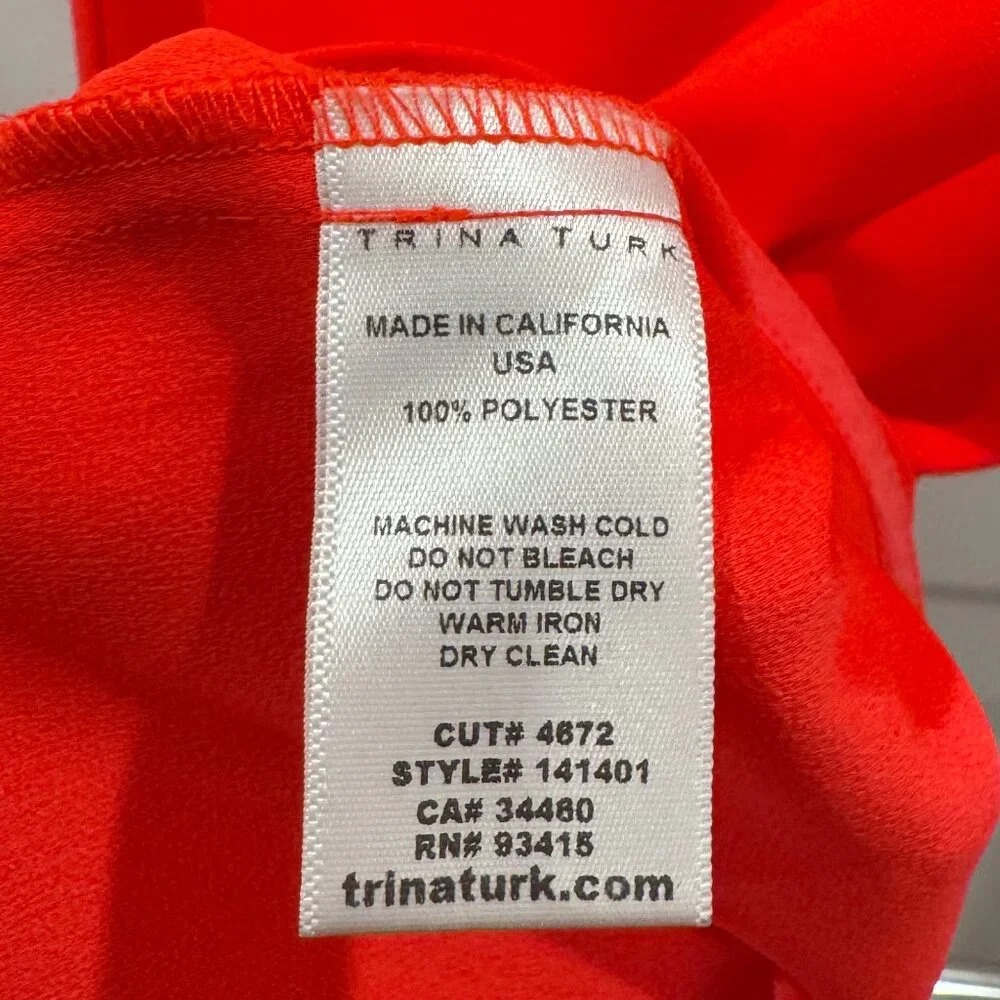 TRINA TURK
MADE IN CALIFORNIA
USA
100% POLYESTER
MACHINE WASH COLD
DO NOT BLEACH
DO NOT TUMBLE DRY
WARM IRON
DRY CLEAN
CUT# 4672
STYLE# 141401
CA# 34460
RN# 93415
trinaturk.com